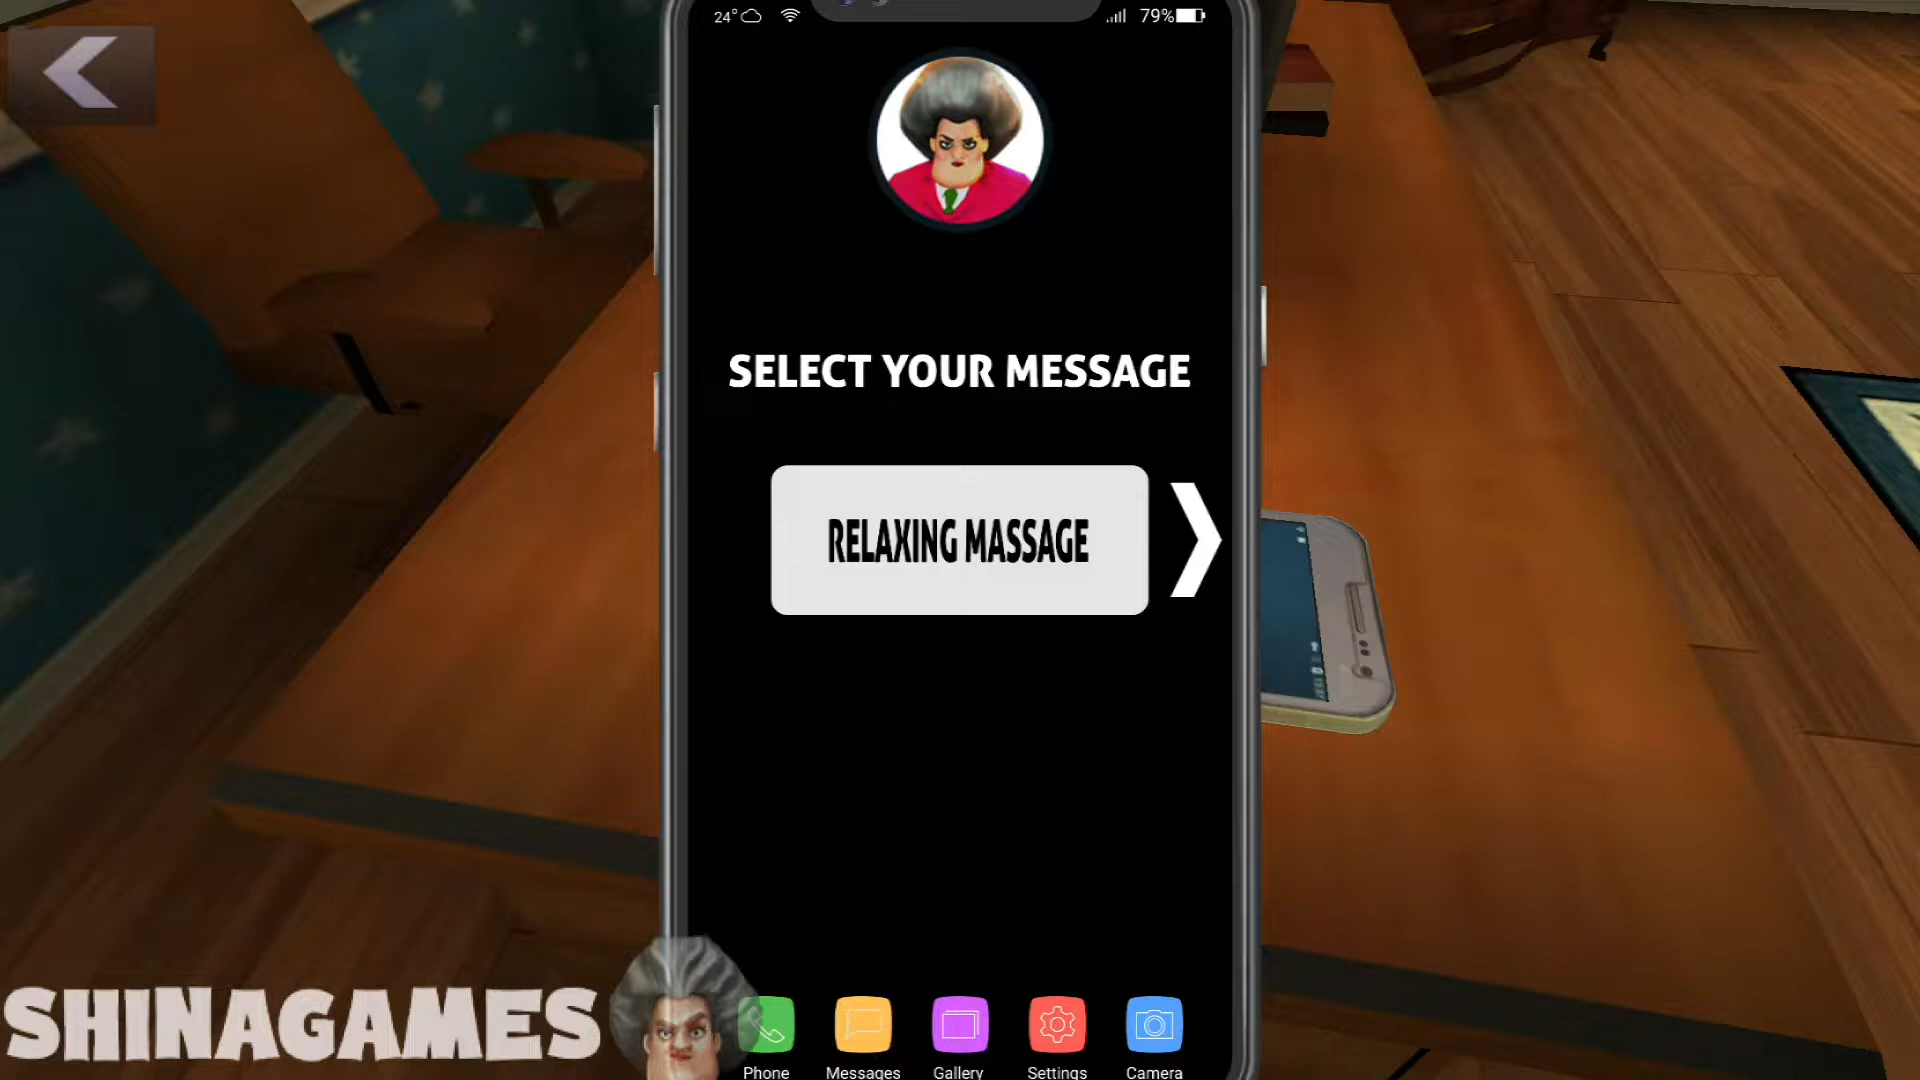 24°
79%
SELECT YOUR MESSAGE
RELAXING MASSAGE
SHINAGAMES
Phone
Messages
Gallery
Settings
Camera